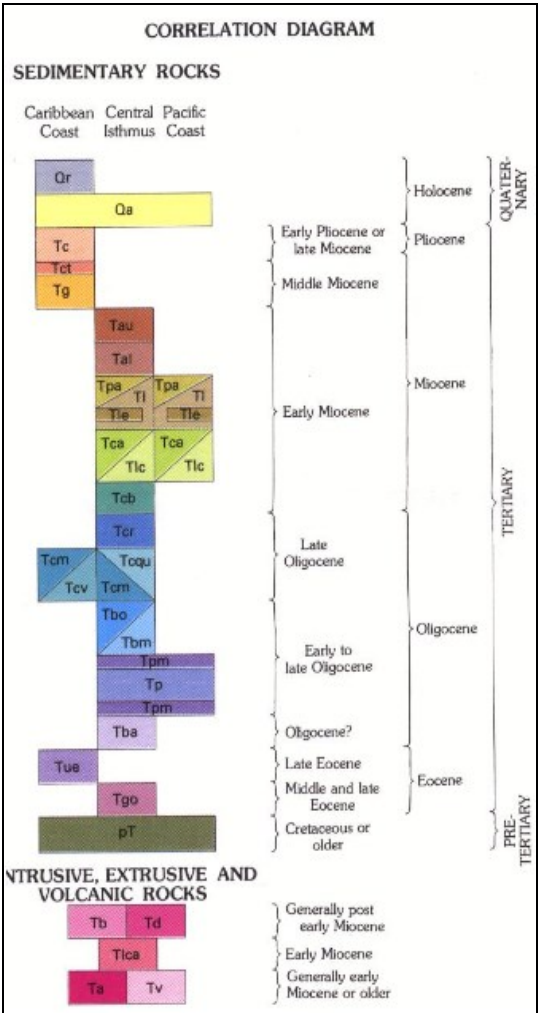 CORRELATION DIAGRAM
SEDIMENTARY ROCKS
Caribbean Central Pacific
Coast Isthmus Coast
Qr
Qa
Holocene
QUATER-
NARY
Tc
Early Pliocene or
late Miocene
Pliocene
Tct
Tg
Middle Miocene
Tau
Tal
Tpa Tl Tpa Tl
Tle Tle
Early Miocene
Miocene
Tca Tlc Tca Tlc
Tcb
TERTIARY
Tcr
Tcm Tcv Tcqu Tcm
Late
Oligocene
Tbo
Tbm
Oligocene
Tpm
Early to
late Oligocene
Tp
Tpm
Tba
Oligocene?
Tue
Late Eocene
Eocene
Tgo
Middle and late
Eocene
pT
Cretaceous or
older
PRE-
TERTIARY
NTRUSIVE, EXTRUSIVE AND
VOLCANIC ROCKS
Tb Td
Generally post
early Miocene
Tlca
Early Miocene
Ta Tv
Generally early
Miocene or older